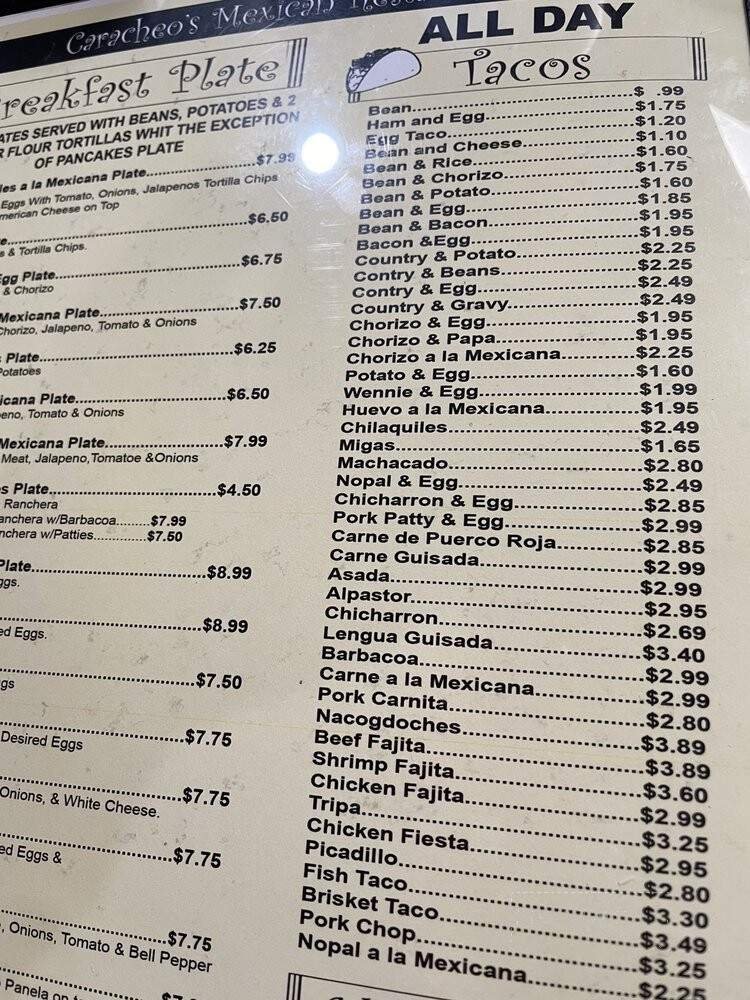 Caracheo's Mexican
reakfast Plate
ATES SERVED WITH BEANS, POTATOES & 2
R FLOUR TORTILLAS WHIT THE EXCEPTION
OF PANCAKES PLATE
les a la Mexicana Plate...$7.99
Eggs With Tomato, Onions, Jalapenos Tortilla Chips
merican Cheese on Top
e...$6.50
s & Tortilla Chips.
gg Plate...$6.75
& Chorizo
Mexicana Plate...$7.50
Chorizo, Jalapeno, Tomato & Onions
Plate...$6.25
Potatoes
icana Plate...$6.50
eno, Tomato & Onions
Mexicana Plate...$7.99
Meat, Jalapeno,Tomatoe &Onions
s Plate...$4.50
Ranchera
anchera w/Barbacoa...$7.99
nchera w/Patties...$7.50
Plate...$8.99
ggs.
...$8.99
ed Eggs.
...$7.50
gs
...$7.75
Desired Eggs
...$7.75
Onions, & White Cheese.
...$7.75
ed Eggs &
...$7.75
, Onions, Tomato & Bell Pepper
Panela on
ALL DAY
Tacos
Bean...$ .99
Ham and Egg...$1.75
Egg Taco...$1.20
Bean and Cheese...$1.10
Bean & Rice...$1.60
Bean & Chorizo...$1.75
Bean & Potato...$1.60
Bean & Egg...$1.85
Bean & Bacon...$1.95
Bacon &Egg...$1.95
Country & Potato...$2.25
Contry & Beans...$2.25
Contry & Egg...$2.49
Country & Gravy...$2.49
Chorizo & Egg...$1.95
Chorizo & Papa...$1.95
Chorizo a la Mexicana...$2.25
Potato & Egg...$1.60
Wennie & Egg...$1.99
Huevo a la Mexicana...$1.95
Chilaquiles...$2.49
Migas...$1.65
Machacado...$2.80
Nopal & Egg...$2.49
Chicharron & Egg...$2.85
Pork Patty & Egg...$2.99
Carne de Puerco Roja...$2.85
Carne Guisada...$2.99
Asada...$2.99
Alpastor...$2.95
Chicharron...$2.69
Lengua Guisada...$3.40
Barbacoa...$2.99
Carne a la Mexicana...$2.99
Pork Carnita...$2.80
Nacogdoches...$3.89
Beef Fajita...$3.89
Shrimp Fajita...$3.60
Chicken Fajita...$2.99
Tripa...$3.25
Chicken Fiesta...$2.95
Picadillo...$2.80
Fish Taco...$3.30
Brisket Taco...$3.49
Pork Chop...$3.25
Nopal a la Mexicana...$2.25